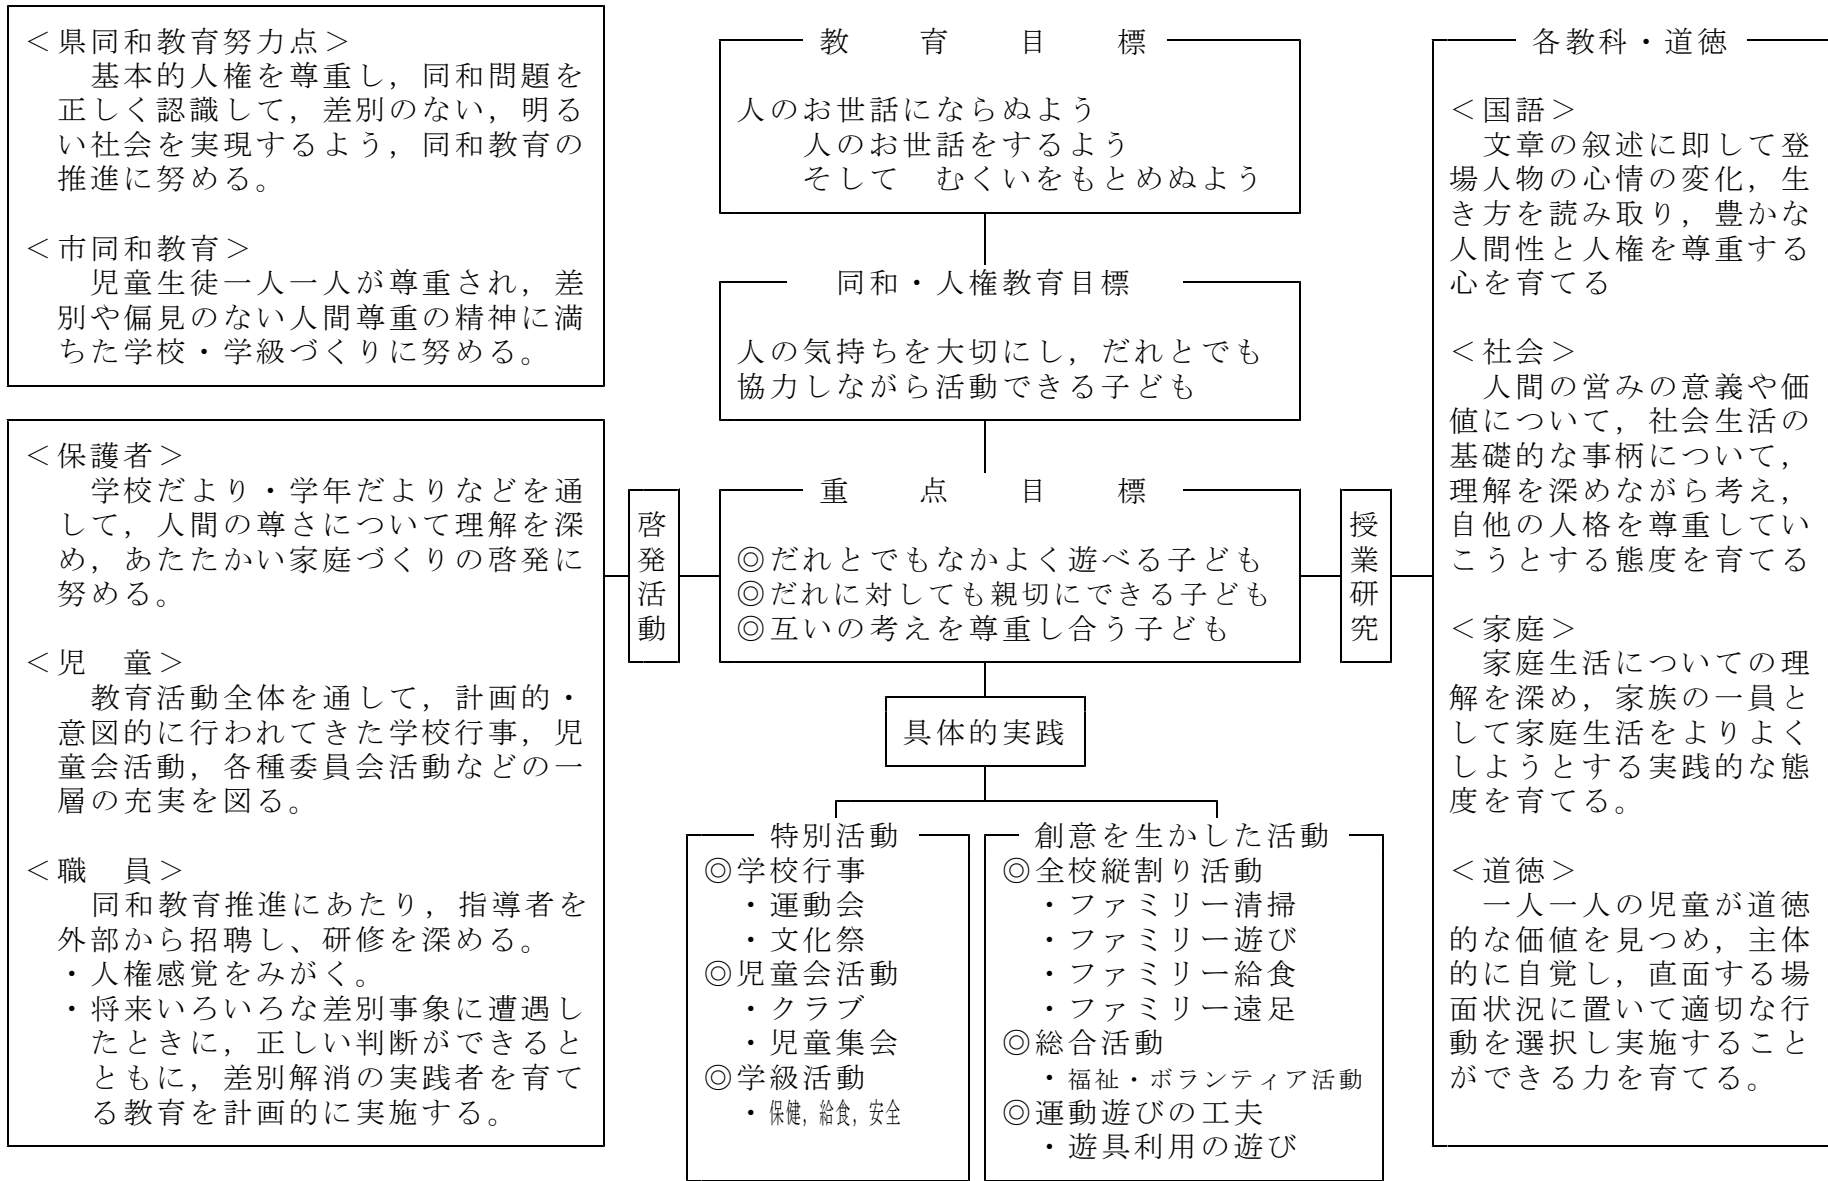 ＜県同和教育努力点＞
基本的人権を尊重し，同和問題を
正しく認識して，差別のない，明る
い社会を実現するよう，同和教育の
推進に努める。
＜市同和教育＞
児童生徒一人一人が尊重され，差
別や偏見のない人間尊重の精神に満
ちた学校・学級づくりに努める。
＜保護者＞
学校だより・学年だよりなどを通
して，人間の尊さについて理解を深
め，あたたかい家庭づくりの啓発に
努める。
＜児　童＞
教育活動全体を通して，計画的・
意図的に行われてきた学校行事，児
童会活動，各種委員会活動などの一
層の充実を図る。
＜職　員＞
同和教育推進にあたり，指導者を
外部から招聘し、研修を深める。
・人権感覚をみがく。
・将来いろいろな差別事象に遭遇し
たときに，正しい判断ができると
ともに，差別解消の実践者を育て
る教育を計画的に実施する。
啓発活動
教　育　目　標
人のお世話にならぬよう
人のお世話をするよう
そして　むくいをもとめぬよう
同和・人権教育目標
人の気持ちを大切にし，だれとでも
協力しながら活動できる子ども
重　点　目　標
◎だれとでもなかよく遊べる子ども
◎だれに対しても親切にできる子ども
◎互いの考えを尊重し合う子ども
具体的実践
特別活動
◎学校行事
・運動会
・文化祭
◎児童会活動
・クラブ
・児童集会
◎学級活動
・保健，給食，安全
創意を生かした活動
◎全校縦割り活動
・ファミリー清掃
・ファミリー遊び
・ファミリー給食
・ファミリー遠足
◎総合活動
・福祉・ボランティア活動
◎運動遊びの工夫
・遊具利用の遊び
授業研究
各教科・道徳
＜国語＞
文章の叙述に即して登
場人物の心情の変化，生
き方を読み取り，豊かな
人間性と人権を尊重する
心を育てる
＜社会＞
人間の営みの意義や価
値について，社会生活の
基礎的な事柄について，
理解を深めながら考え，
自他の人格を尊重してい
こうとする態度を育てる
＜家庭＞
家庭生活についての理
解を深め，家族の一員と
して家庭生活をよりよく
しようとする実践的な態
度を育てる。
＜道徳＞
一人一人の児童が道徳
的な価値を見つめ，主体
的に自覚し，直面する場
面状況に置いて適切な行
動を選択し実施すること
ができる力を育てる。